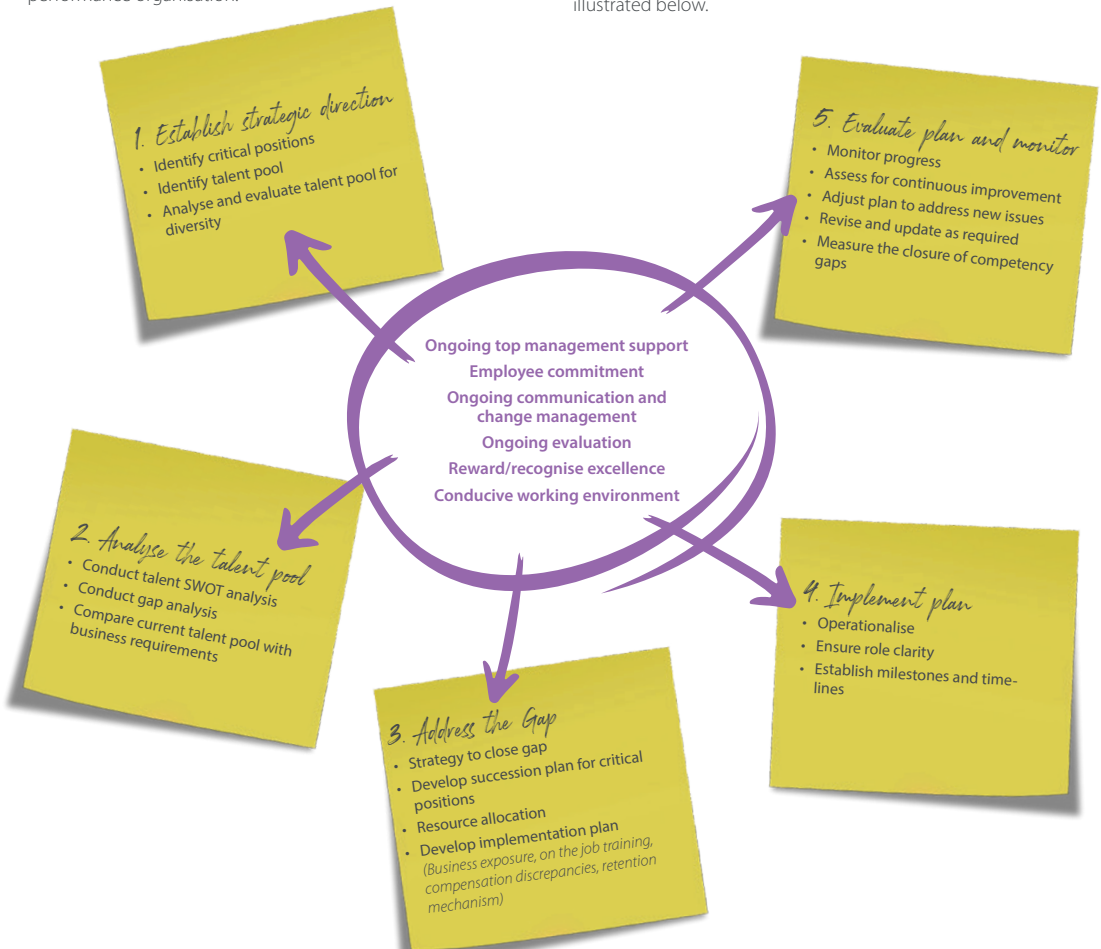 performance organisation.
illustrated below.
1. Establish strategic direction
• Identify critical positions
• Identify talent pool
• Analyse and evaluate talent pool for
diversity
5. Evaluate plan and monitor
• Monitor progress
• Assess for continuous improvement
• Adjust plan to address new issues
• Revise and update as required
• Measure the closure of competency
gaps
Ongoing top management support
Employee commitment
Ongoing communication and
change management
Ongoing evaluation
Reward/recognise excellence
Conducive working environment
2. Analyse the talent pool
• Conduct talent SWOT analysis
• Conduct gap analysis
• Compare current talent pool with
business requirements
4. Implement plan
• Operationalise
• Ensure role clarity
• Establish milestones and time-
lines
3. Address the Gap
• Strategy to close gap
• Develop succession plan for critical
positions
• Resource allocation
• Develop implementation plan
(Business exposure, on the job training,
compensation discrepancies, retention
mechanism)